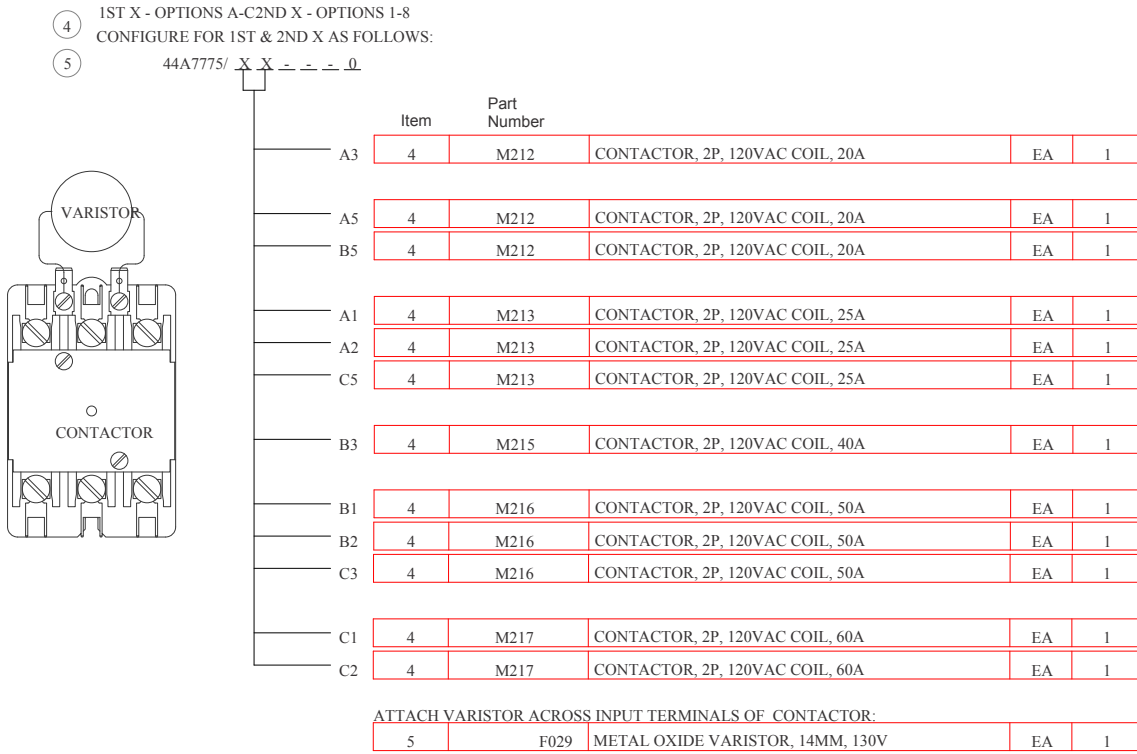 4
1ST X - OPTIONS A-C2ND X - OPTIONS 1-8
CONFIGURE FOR 1ST & 2ND X AS FOLLOWS:
5
44A7775/ X X - - - 0
Item Part Number
A3 4 M212 CONTACTOR, 2P, 120VAC COIL, 20A EA 1
VARISTOR
A5 4 M212 CONTACTOR, 2P, 120VAC COIL, 20A EA 1
B5 4 M212 CONTACTOR, 2P, 120VAC COIL, 20A EA 1
A1 4 M213 CONTACTOR, 2P, 120VAC COIL, 25A EA 1
A2 4 M213 CONTACTOR, 2P, 120VAC COIL, 25A EA 1
C5 4 M213 CONTACTOR, 2P, 120VAC COIL, 25A EA 1
CONTACTOR
B3 4 M215 CONTACTOR, 2P, 120VAC COIL, 40A EA 1
B1 4 M216 CONTACTOR, 2P, 120VAC COIL, 50A EA 1
B2 4 M216 CONTACTOR, 2P, 120VAC COIL, 50A EA 1
C3 4 M216 CONTACTOR, 2P, 120VAC COIL, 50A EA 1
C1 4 M217 CONTACTOR, 2P, 120VAC COIL, 60A EA 1
C2 4 M217 CONTACTOR, 2P, 120VAC COIL, 60A EA 1
ATTACH VARISTOR ACROSS INPUT TERMINALS OF CONTACTOR:
5 F029 METAL OXIDE VARISTOR, 14MM, 130V EA 1